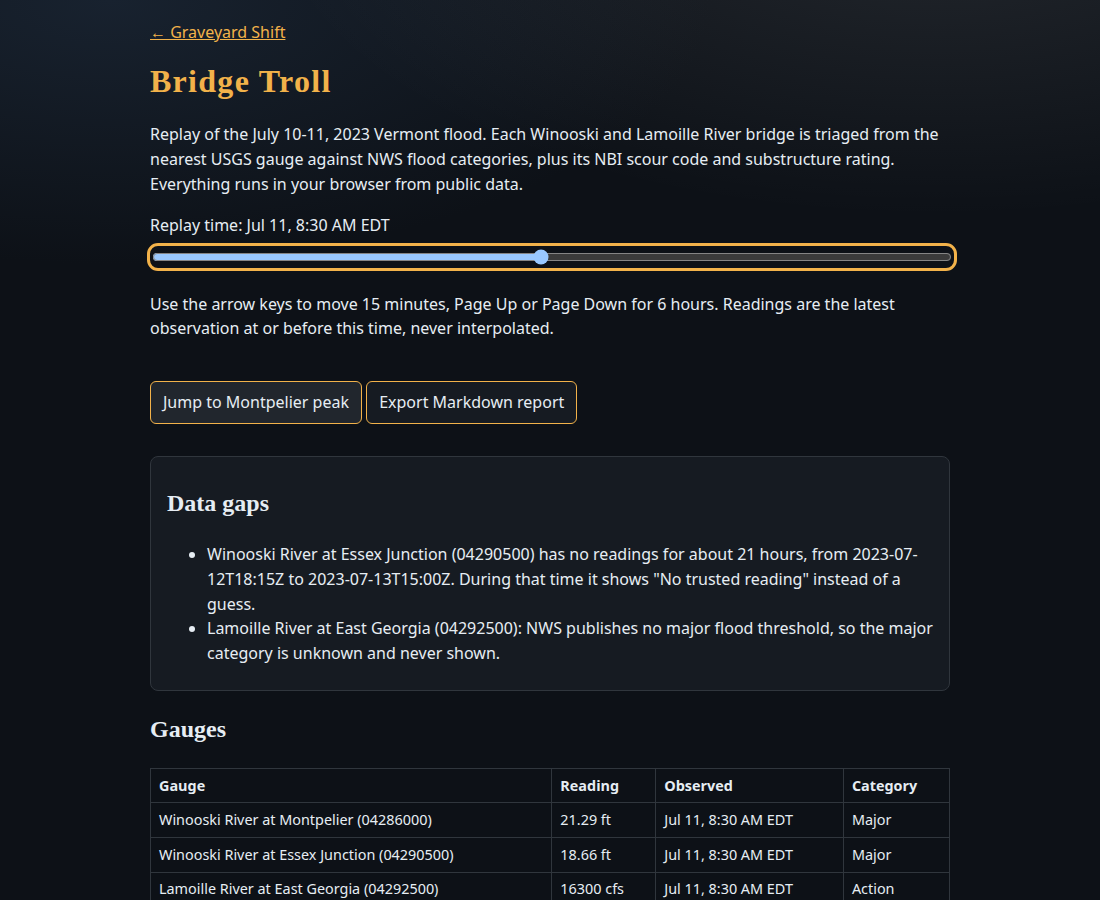 ← Graveyard Shift
Bridge Troll
Replay of the July 10-11, 2023 Vermont flood. Each Winooski and Lamoille River bridge is triaged from the
nearest USGS gauge against NWS flood categories, plus its NBI scour code and substructure rating.
Everything runs in your browser from public data.
Replay time: Jul 11, 8:30 AM EDT
Use the arrow keys to move 15 minutes, Page Up or Page Down for 6 hours. Readings are the latest
observation at or before this time, never interpolated.
Jump to Montpelier peak Export Markdown report
Data gaps
• Winooski River at Essex Junction (04290500) has no readings for about 21 hours, from 2023-07-
12T18:15Z to 2023-07-13T15:00Z. During that time it shows "No trusted reading" instead of a
guess.
• Lamoille River at East Georgia (04292500): NWS publishes no major flood threshold, so the major
category is unknown and never shown.
Gauges
Gauge Reading Observed Category
Winooski River at Montpelier (04286000) 21.29 ft Jul 11, 8:30 AM EDT Major
Winooski River at Essex Junction (04290500) 18.66 ft Jul 11, 8:30 AM EDT Major
Lamoille River at East Georgia (04292500) 16300 cfs Jul 11, 8:30 AM EDT Action